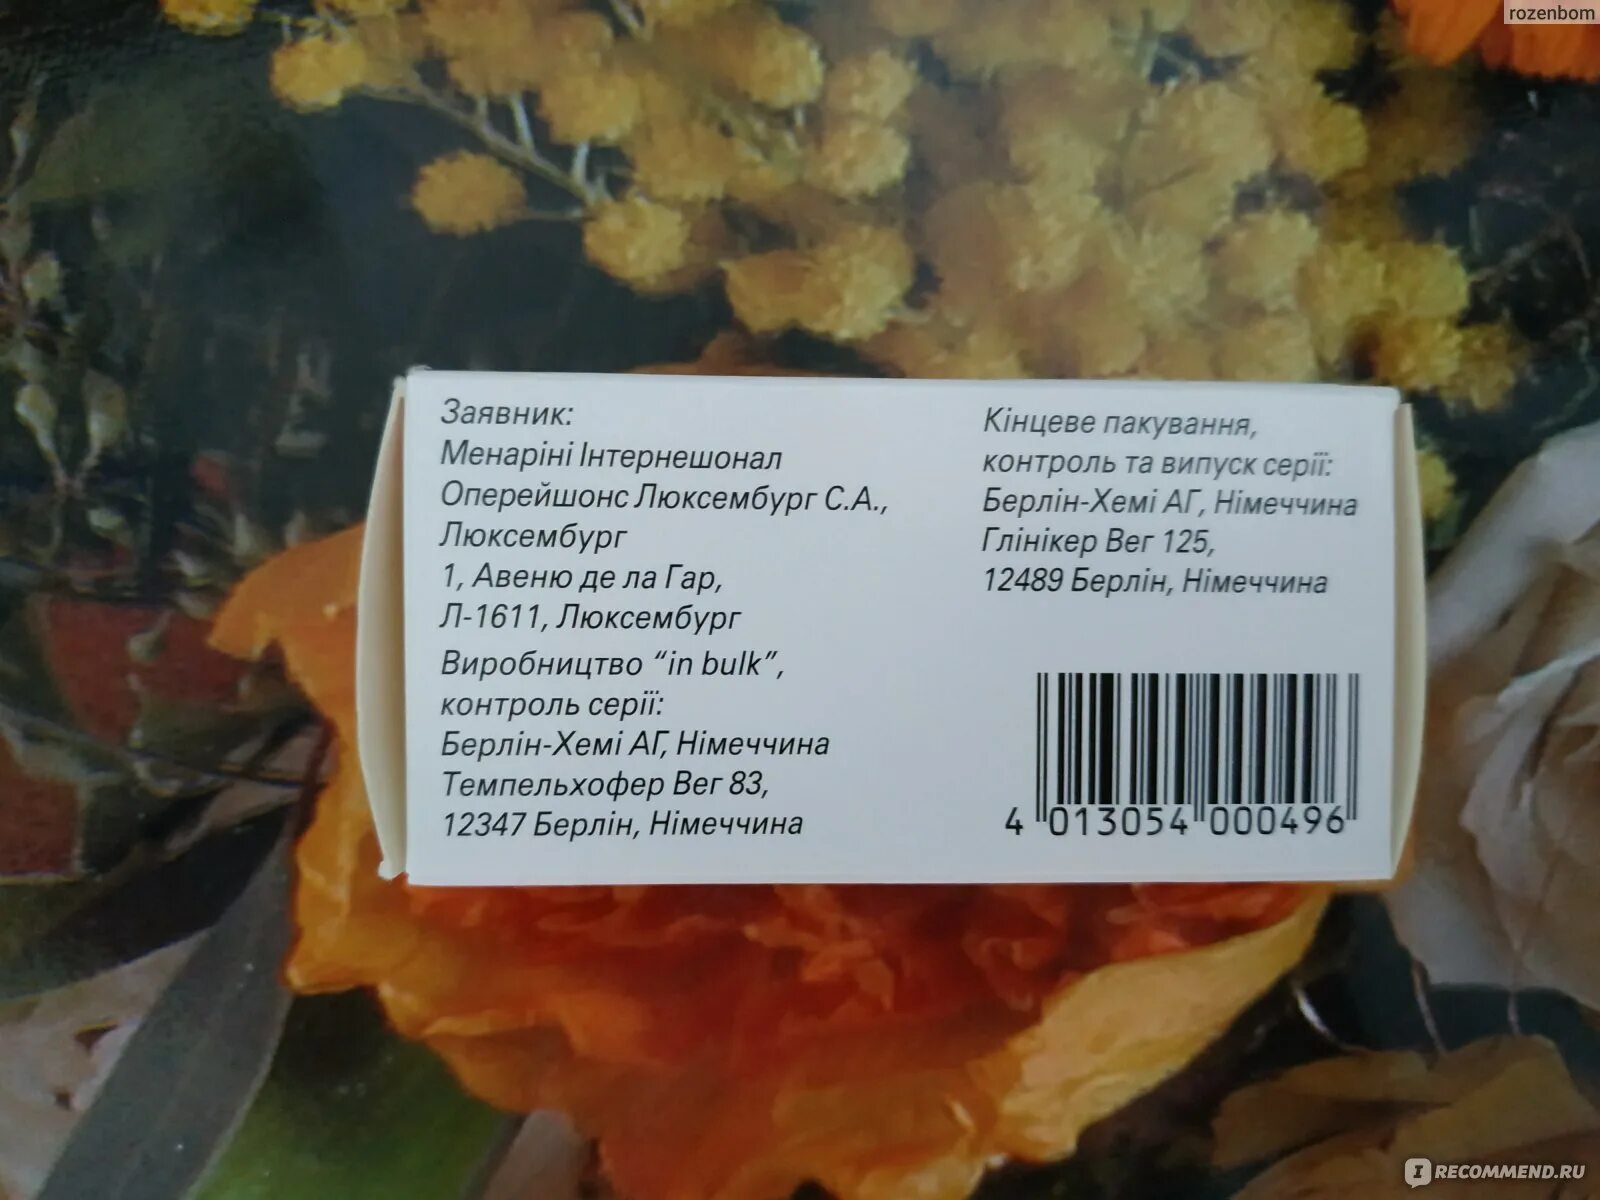 rozenbom
Заявник:
Менаріні Інтернешонал
Оперейшонс Люксембург С.А.,
Люксембург
1, Авеню де ла Гар,
Л-1611, Люксембург
Виробництво “in bulk”,
контроль серії:
Берлін-Хемі АГ, Німеччина
Темпельхофер Вег 83,
12347 Берлін, Німеччина
Кінцеве пакування,
контроль та випуск серії:
Берлін-Хемі АГ, Німеччина
Глінікер Вег 125,
12489 Берлін, Німеччина
4 013054 000496
IRECOMMEND.RU